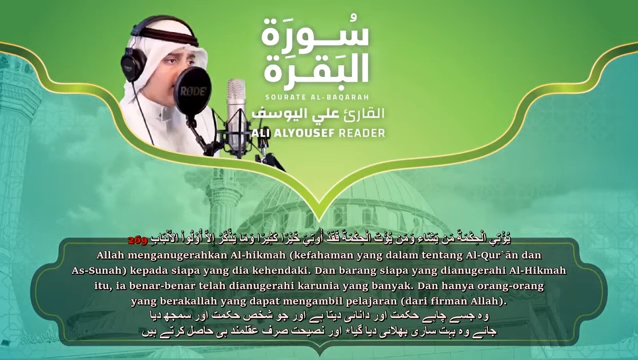 سُورَة
البَقَرَة
SOURATE AL-BAQARAH
القارئ علي اليوسف
ALI ALYOUSEF READER
RØDE
يُؤْتِي الْحِكْمَةَ مَن يَشَاءُ وَمَن يُؤْتَ الْحِكْمَةَ فَقَدْ أُوتِيَ خَيْرًا كَثِيرًا وَمَا يَذَّكَّرُ إِلَّا أُولُوا الْأَلْبَابِ 269
Allah menganugerahkan Al-hikmah (kefahaman yang dalam tentang Al-Qur`än dan
As-Sunah) kepada siapa yang dia kehendaki. Dan barang siapa yang dianugerahi Al-Hikmah
itu, ia benar-benar telah dianugerahi karunia yang banyak. Dan hanya orang-orang
yang berakallah yang dapat mengambil pelajaran (dari firman Allah).
وہ جسے چاہے حکمت اور دانائی دیتا ہے اور جو شخص حکمت اور سمجھ دیا
جائے وہ بہت ساری بھلائی دیا گیا، اور نصیحت صرف عقلمند ہی حاصل کرتے ہیں